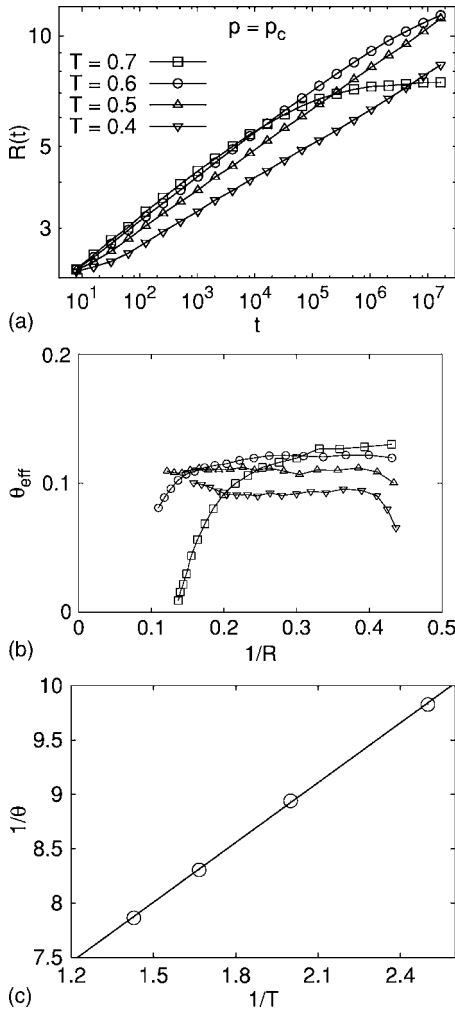 p = p_c
T = 0.7
T = 0.6
T = 0.5
T = 0.4
R(t)
10
5
3
10^1 10^2 10^3 10^4 10^5 10^6 10^7
t
(a)
θ_eff
0.2
0.1
0
0 0.1 0.2 0.3 0.4 0.5
1/R
(b)
1/θ
10
9.5
9
8.5
8
7.5
1.2 1.5 1.8 2.1 2.4
1/T
(c)